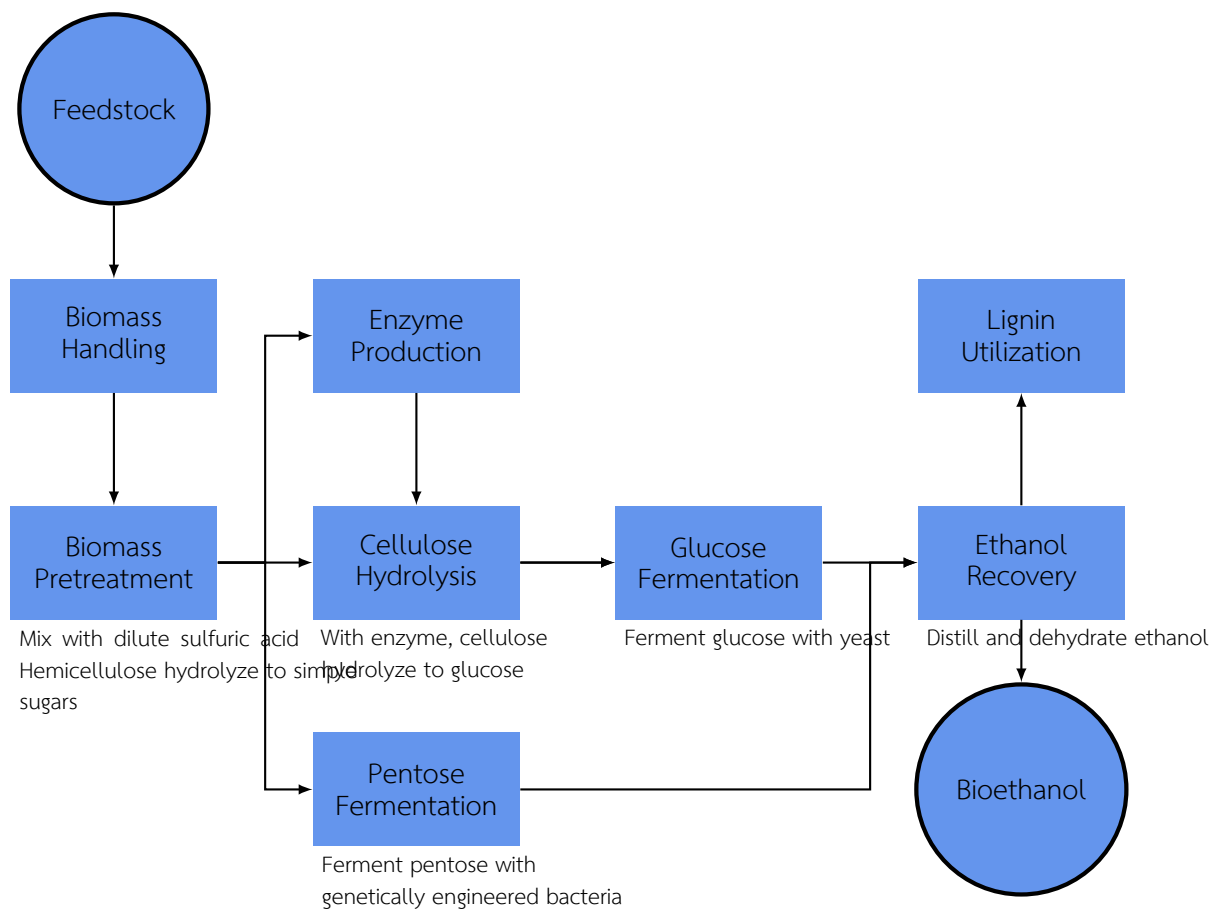 Feedstock
Biomass
Handling
Enzyme
Production
Lignin
Utilization
Biomass
Pretreatment
Mix with dilute sulfuric acid
Hemicellulose hydrolyze to simple
sugars
Cellulose
Hydrolysis
With enzyme, cellulose
hydrolyze to glucose
Glucose
Fermentation
Ferment glucose with yeast
Ethanol
Recovery
Distill and dehydrate ethanol
Pentose
Fermentation
Ferment pentose with
genetically engineered bacteria
Bioethanol